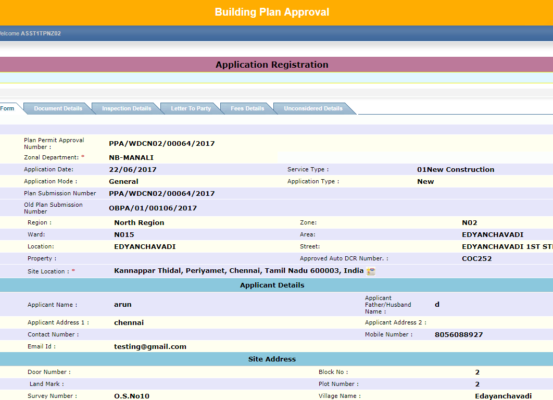 Building Plan Approval
Welcome ASSTYTPNZ02
Application Registration
Form Document Details Inspection Details Letter To Party Fees Details Unconsidered Details
Plan Permit Approval Number : PPA/WDCN02/00064/2017
Zonal Department: * NB-MANALI
Application Date: 22/06/2017 Service Type : 01New Construction
Application Mode : General Application Type : New
Plan Submission Number PPA/WDCN02/00064/2017
Old Plan Submission Number OBPA/01/00106/2017
Region : North Region Zone: N02
Ward: N015 Area: EDYANCHAVADI
Location: EDYANCHAVADI Street: EDYANCHAVADI 1ST ST
Property : Approved Auto DCR Number. : COC252
Site Location : * Kannappar Thidal, Periyamet, Chennai, Tamil Nadu 600003, India
Applicant Details
Applicant Name : arun Applicant Father/Husband Name : d
Applicant Address 1 : chennai Applicant Address 2 :
Contact Number : Mobile Number : 8056088927
Email Id : testing@gmail.com
Site Address
Door Number : Block No : 2
Land Mark : Plot Number : 2
Survey Number : O.S.No10 Village Name : Edayanchavadi